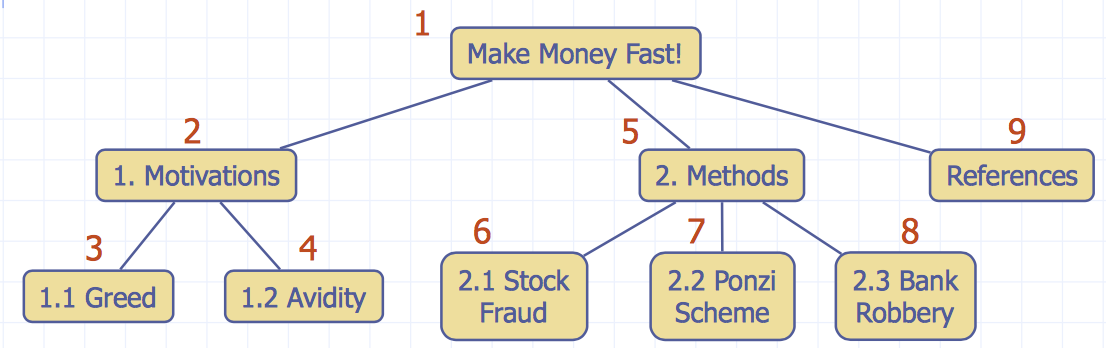 1
Make Money Fast!
2
5
9
1. Motivations
2. Methods
References
3
4
6
7
8
1.1 Greed
1.2 Avidity
2.1 Stock
Fraud
2.2 Ponzi
Scheme
2.3 Bank
Robbery